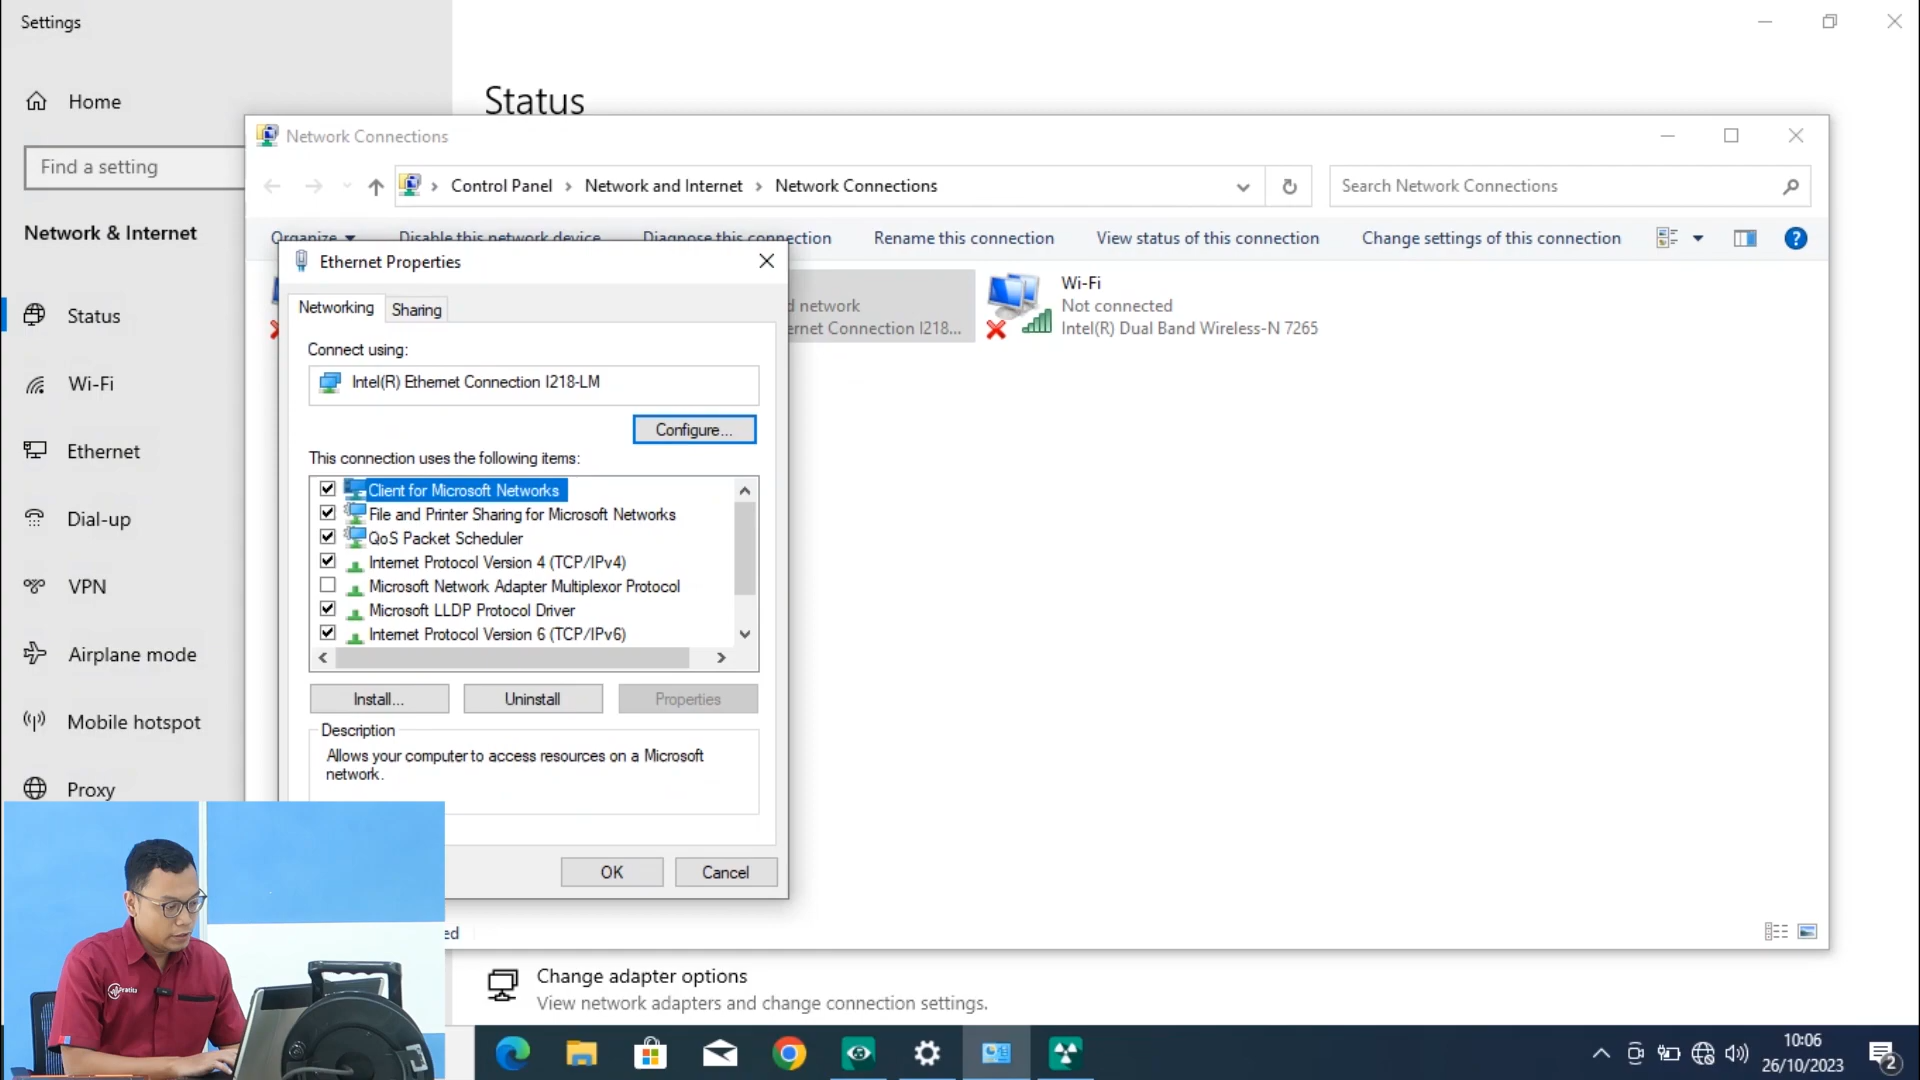 Settings
Home
Find a setting
Network & Internet
Status
Wi-Fi
Ethernet
Dial-up
VPN
Airplane mode
Mobile hotspot
Proxy
Status
Network Connections
Control Panel
Network and Internet
Network Connections
Search Network Connections
Organize
Disable this network device
Diagnose this connection
Rename this connection
View status of this connection
Change settings of this connection
d network
ernet Connection I218...
Wi-Fi
Not connected
Intel(R) Dual Band Wireless-N 7265
Ethernet Properties
Networking
Sharing
Connect using:
Intel(R) Ethernet Connection I218-LM
Configure...
This connection uses the following items:
Client for Microsoft Networks
File and Printer Sharing for Microsoft Networks
QoS Packet Scheduler
Internet Protocol Version 4 (TCP/IPv4)
Microsoft Network Adapter Multiplexor Protocol
Microsoft LLDP Protocol Driver
Internet Protocol Version 6 (TCP/IPv6)
Install...
Uninstall
Properties
Description
Allows your computer to access resources on a Microsoft
network.
OK
Cancel
ed
Change adapter options
View network adapters and change connection settings.
10:06
26/10/2023
2